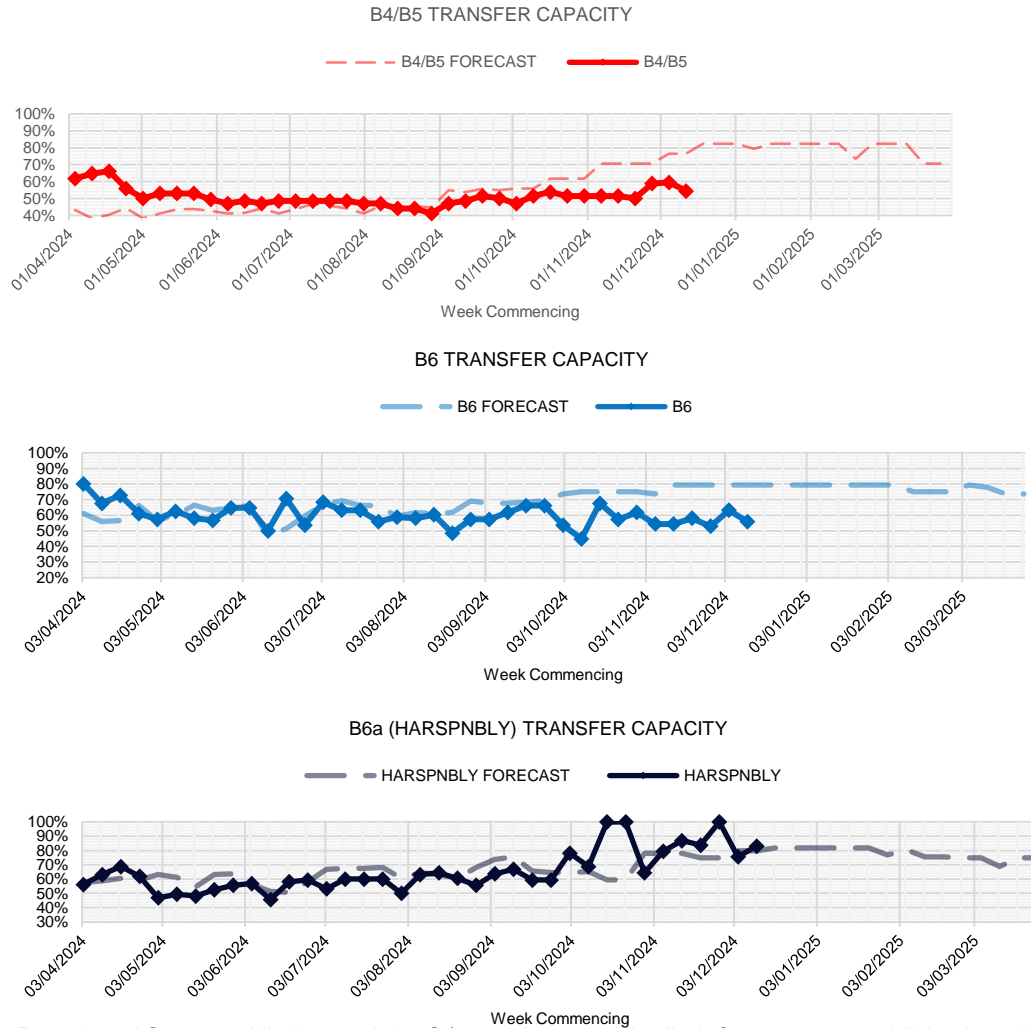 B4/B5 TRANSFER CAPACITY
B4/B5 FORECAST B4/B5
100%
90%
80%
70%
60%
50%
40%
01/04/2024 01/05/2024 01/06/2024 01/07/2024 01/08/2024 01/09/2024 01/10/2024 01/11/2024 01/12/2024 01/01/2025 01/02/2025 01/03/2025
Week Commencing
B6 TRANSFER CAPACITY
B6 FORECAST B6
100%
90%
80%
70%
60%
50%
40%
30%
20%
03/04/2024 03/05/2024 03/06/2024 03/07/2024 03/08/2024 03/09/2024 03/10/2024 03/11/2024 03/12/2024 03/01/2025 03/02/2025 03/03/2025
Week Commencing
B6a (HARSPNBLY) TRANSFER CAPACITY
HARSPNBLY FORECAST HARSPNBLY
100%
90%
80%
70%
60%
50%
40%
30%
03/04/2024 03/05/2024 03/06/2024 03/07/2024 03/08/2024 03/09/2024 03/10/2024 03/11/2024 03/12/2024 03/01/2025 03/02/2025 03/03/2025
Week Commencing